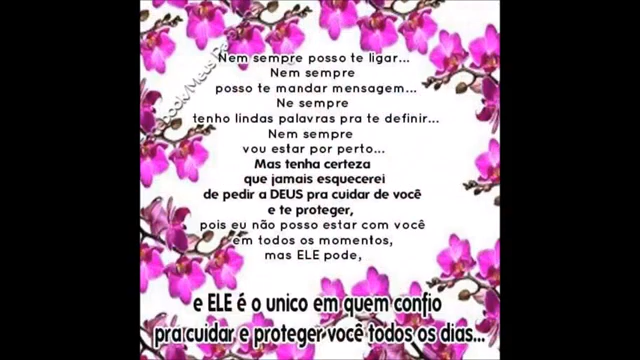 Nem sempre posso te ligar...
Nem sempre
posso te mandar mensagem...
Ne sempre
tenho lindas palavras pra te definir...
Nem sempre
vou estar por perto...
Mas tenha certeza
que jamais esquecerei
de pedir a DEUS pra cuidar de você
e te proteger,
pois eu não posso estar com você
em todos os momentos,
mas ELE pode,
e ELE é o unico em quem confio
pra cuidar e proteger você todos os dias...